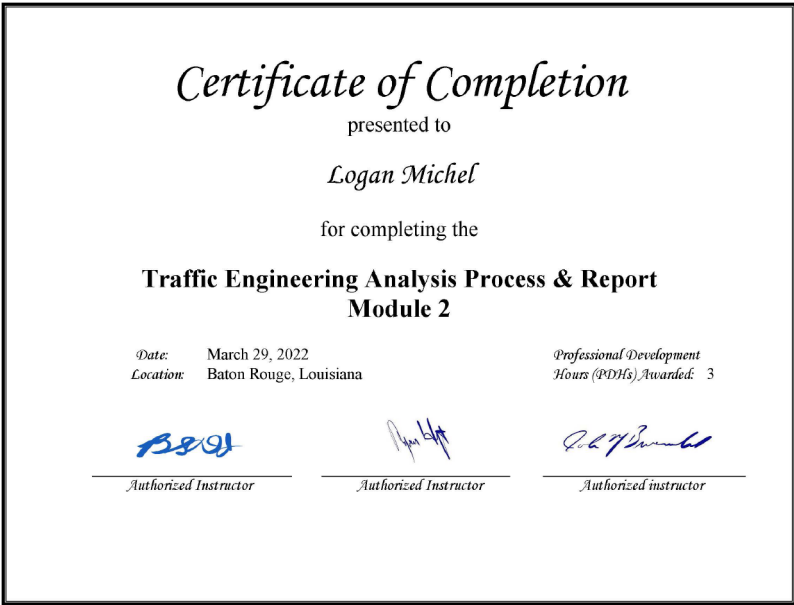 Certificate of Completion
presented to
Logan Michel
for completing the
Traffic Engineering Analysis Process & Report
Module 2
Date: March 29, 2022
Location: Baton Rouge, Louisiana
Professional Development
Hours (PDHs) Awarded: 3
Authorized Instructor
Authorized Instructor
Authorized instructor